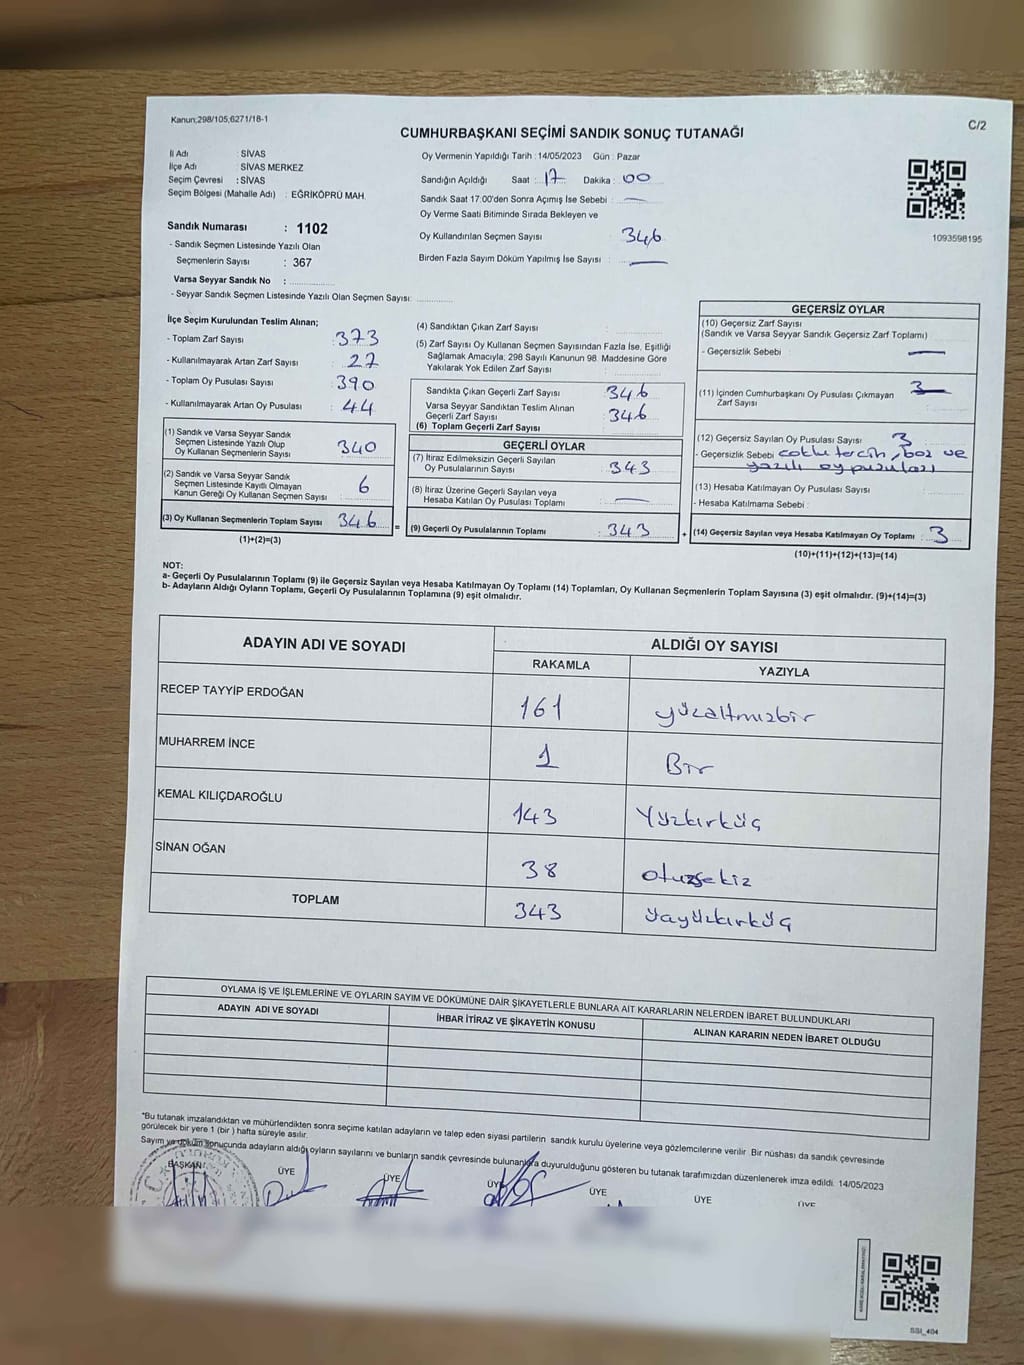 Kanun;298/105,6271/18-1
C/2
CUMHURBAŞKANI SEÇİMİ SANDIK SONUÇ TUTANAĞI
İl Adı SİVAS
İlçe Adı SİVAS MERKEZ
Seçim Çevresi : SİVAS
Seçim Bölgesi (Mahalle Adı) : EĞRİKÖPRÜ MAH.
Sandık Numarası : 1102
- Sandık Seçmen Listesinde Yazılı Olan
Seçmenlerin Sayısı : 367
Varsa Seyyar Sandık No :
- Seyyar Sandık Seçmen Listesinde Yazılı Olan Seçmen Sayısı:
Oy Vermenin Yapıldığı Tarih : 14/05/2023 Gün : Pazar
Sandığın Açıldığı Saat : 17 Dakika : 00
Sandık Saat 17:00'den Sonra Açımış İse Sebebi :
Oy Verme Saati Bitiminde Sırada Bekleyen ve
Oy Kullandırılan Seçmen Sayısı : 346
Birden Fazla Sayım Döküm Yapılmış İse Sayısı :
1093598195
İlçe Seçim Kurulundan Teslim Alınan;
- Toplam Zarf Sayısı : 373
- Kullanılmayarak Artan Zarf Sayısı : 27
- Toplam Oy Pusulası Sayısı : 390
- Kullanılmayarak Artan Oy Pusulası : 44
(1) Sandık ve Varsa Seyyar Sandık
Seçmen Listesinde Yazılı Olup
Oy Kullanan Seçmenlerin Sayısı : 340
(2) Sandık ve Varsa Seyyar Sandık
Seçmen Listesinde Kayıtlı Olmayan
Kanun Gereği Oy Kullanan Seçmen Sayısı : 6
(3) Oy Kullanan Seçmenlerin Toplam Sayısı : 346
(1)+(2)=(3)
=
(4) Sandıktan Çıkan Zarf Sayısı :
(5) Zarf Sayısı Oy Kullanan Seçmen Sayısından Fazla İse, Eşitliği
Sağlamak Amacıyla; 298 Sayılı Kanunun 98. Maddesine Göre
Yakılarak Yok Edilen Zarf Sayısı :
Sandıkta Çıkan Geçerli Zarf Sayısı : 346
Varsa Seyyar Sandıktan Teslim Alınan
Geçerli Zarf Sayısı : 346
(6) Toplam Geçerli Zarf Sayısı :
GEÇERLİ OYLAR
(7) İtiraz Edilmeksizin Geçerli Sayılan
Oy Pusulalarının Sayısı : 343
(8) İtiraz Üzerine Geçerli Sayılan veya
Hesaba Katılan Oy Pusulası Toplamı :
(9) Geçerli Oy Pusulalarının Toplamı : 343
+
GEÇERSİZ OYLAR
(10) Geçersiz Zarf Sayısı
(Sandık ve Varsa Seyyar Sandık Geçersiz Zarf Toplamı)
- Geçersizlik Sebebi :
(11) İçinden Cumhurbaşkanı Oy Pusulası Çıkmayan
Zarf Sayısı : 3
(12) Geçersiz Sayılan Oy Pusulası Sayısı : 3
- Geçersizlik Sebebi : çoklu tercih, boş ve
yazılı oy pusulası
(13) Hesaba Katılmayan Oy Pusulası Sayısı :
- Hesaba Katılmama Sebebi :
(14) Geçersiz Sayılan veya Hesaba Katılmayan Oy Toplamı : 3
(10)+(11)+(12)+(13)=(14)
NOT:
a- Geçerli Oy Pusulalarının Toplamı (9) ile Geçersiz Sayılan veya Hesaba Katılmayan Oy Toplamı (14) Toplamları, Oy Kullanan Seçmenlerin Toplam Sayısına (3) eşit olmalıdır. (9)+(14)=(3)
b- Adayların Aldığı Oyların Toplamı, Geçerli Oy Pusulalarının Toplamına (9) eşit olmalıdır.
ADAYIN ADI VE SOYADI
ALDIĞI OY SAYISI
RAKAMLA YAZIYLA
RECEP TAYYİP ERDOĞAN 161 yüzaltmışbir
MUHARREM İNCE 1 Bir
KEMAL KILIÇDAROĞLU 143 Yüzkırküç
SİNAN OĞAN 38 otuzsekiz
TOPLAM 343 üçyüzkırküç
OYLAMA İŞ VE İŞLEMLERİNE VE OYLARIN SAYIM VE DÖKÜMÜNE DAİR ŞİKAYETLERLE BUNLARA AİT KARARLARIN NELERDEN İBARET BULUNDUKLARI
ADAYIN ADI VE SOYADI İHBAR İTİRAZ VE ŞİKAYETİN KONUSU ALINAN KARARIN NEDEN İBARET OLDUĞU
*Bu tutanak imzalandıktan ve mühürlendikten sonra seçime katılan adayların ve talep eden siyasi partilerin sandık kurulu üyelerine veya gözlemcilerine verilir. Bir nüshası da sandık çevresinde
görülecek bir yere 1 (bir) hafta süreyle asılır.
Sayım ve döküm sonucunda adayların aldığı oyların sayılarını ve bunların sandık çevresinde bulunanlara duyurulduğunu gösteren bu tutanak tarafımızdan düzenlenerek imza edildi. 14/05/2023
BAŞKAN ÜYE ÜYE ÜYE ÜYE ÜYE ÜYE
SSI_404